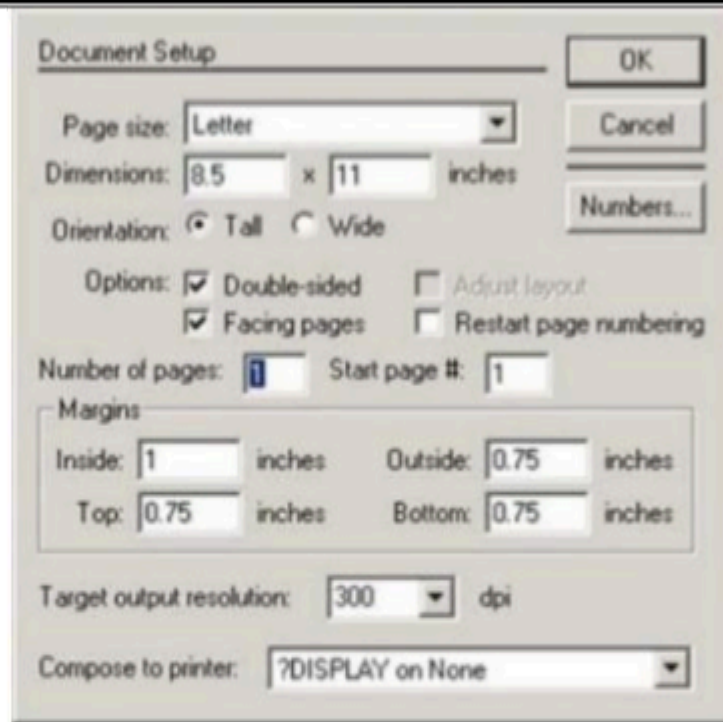 Document Setup
OK
Page size: Letter
Cancel
Dimensions: 8.5 x 11 inches
Numbers...
Orientation: Tall Wide
Options: Double-sided Adjust layout
Facing pages Restart page numbering
Number of pages: 1 Start page #: 1
Margins
Inside: 1 inches Outside: 0.75 inches
Top: 0.75 inches Bottom: 0.75 inches
Target output resolution: 300 dpi
Compose to printer: ?DISPLAY on None